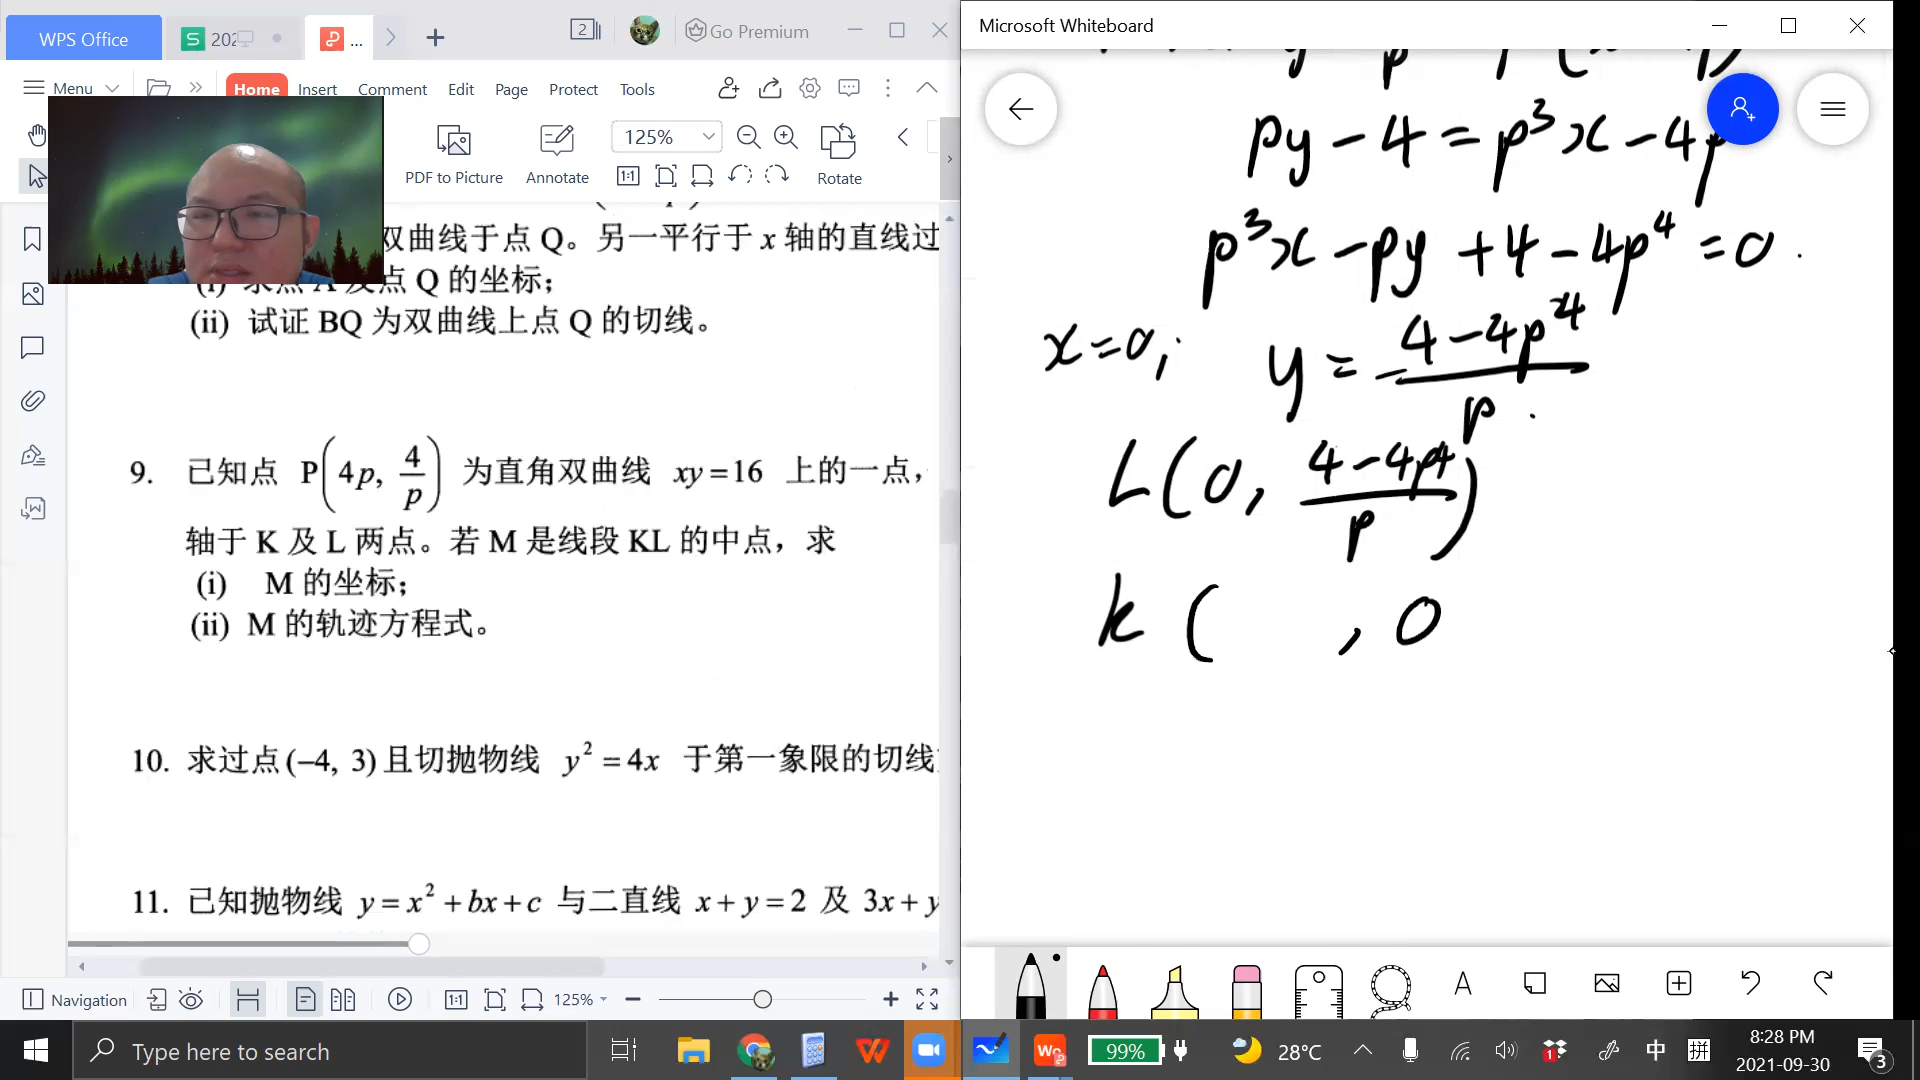 WPS Office
202
...
2
Go Premium
Microsoft Whiteboard
Menu
Home Insert Comment Edit Page Protect Tools
125%
PDF to Picture Annotate Rotate
双曲线于点 Q。另一平行于 x 轴的直线过
点 Q 的坐标;
(ii) 试证 BQ 为双曲线上点 Q 的切线。
9. 已知点 P(4p, 4/p) 为直角双曲线 xy = 16 上的一点,
轴于 K 及 L 两点。若 M 是线段 KL 的中点，求
(i) M 的坐标;
(ii) M 的轨迹方程式。
10. 求过点(–4, 3)且切抛物线 y² = 4x 于第一象限的切线
11. 已知抛物线 y = x² + bx + c 与二直线 x + y = 2 及 3x + y
py - 4 = p³x - 4p
p³x - py + 4 - 4p⁴ = 0.
x=0, y = (4-4p⁴)/p
L(0, (4-4p⁴)/p)
K ( , 0
Navigation
1:1
125%
Type here to search
99%
28°C
中
拼
8:28 PM
2021-09-30
3